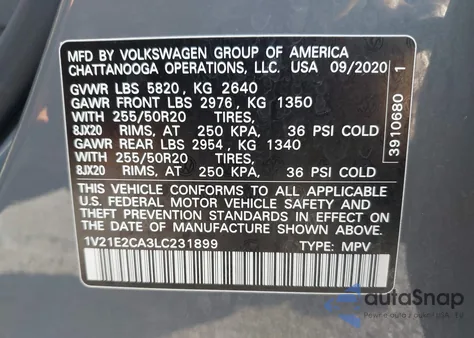 MFD BY VOLKSWAGEN GROUP OF AMERICA
CHATTANOOGA OPERATIONS, LLC. USA 09/2020
GVWR LBS 5820, KG 2640
GAWR FRONT LBS 2976, KG 1350
WITH 255/50R20 TIRES,
8JX20 RIMS, AT 250 KPA, 36 PSI COLD
GAWR REAR LBS 2954, KG 1340
WITH 255/50R20 TIRES,
8JX20 RIMS, AT 250 KPA, 36 PSI COLD
THIS VEHICLE CONFORMS TO ALL APPLICABLE
U.S. FEDERAL MOTOR VEHICLE SAFETY AND
THEFT PREVENTION STANDARDS IN EFFECT ON THE
DATE OF MANUFACTURE SHOWN ABOVE.
1V21E2CA3LC231899 TYPE: MPV
3910680 1
autoSnap